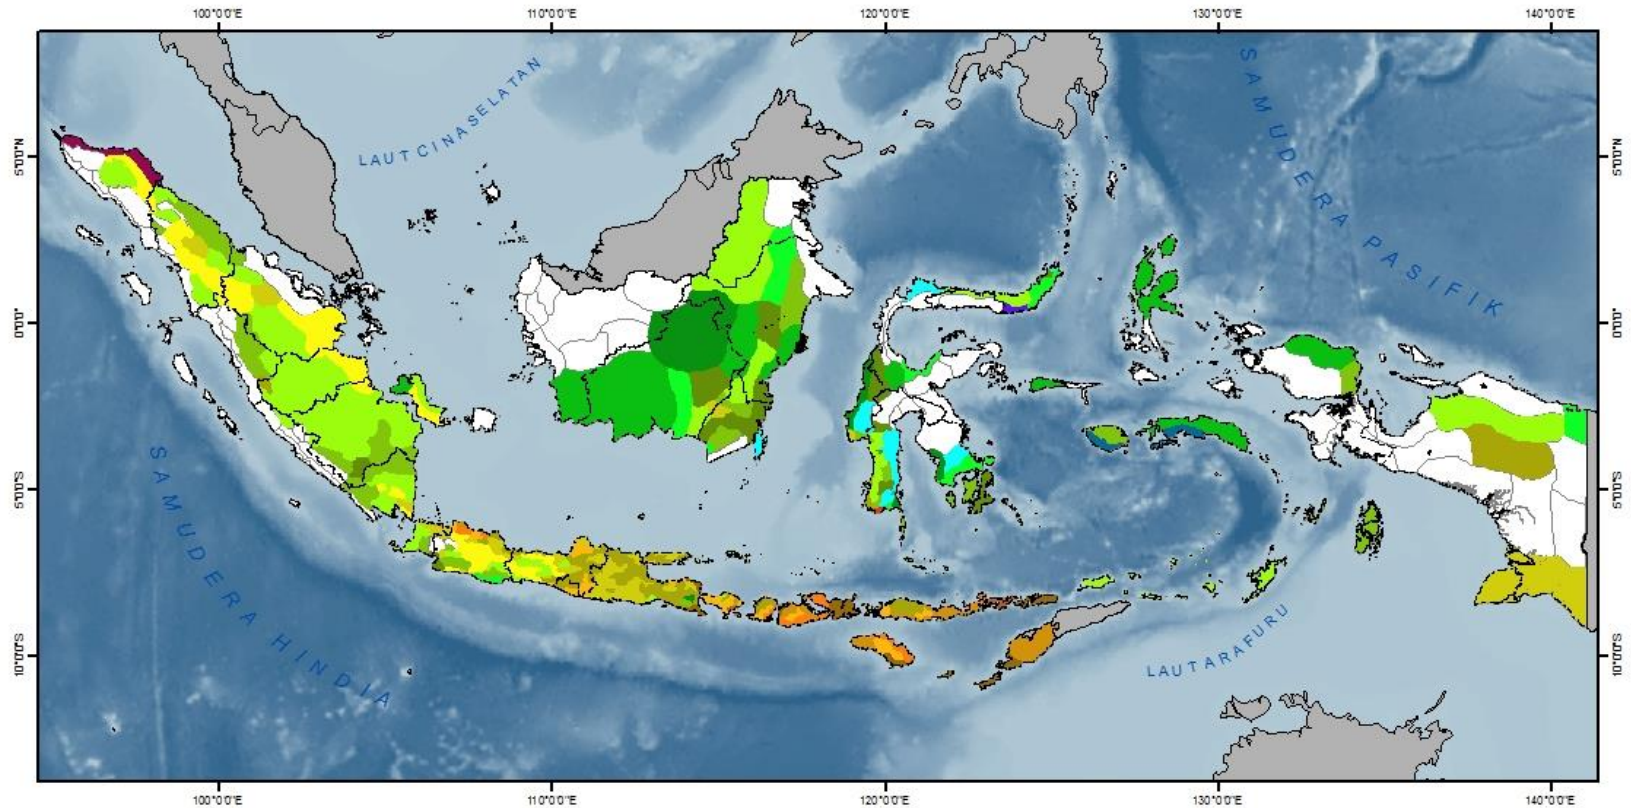 100°0'0"E 110°0'0"E 120°0'0"E 130°0'0"E 140°0'0"E
5°0'0"N 5°0'0"N
0°0'0" 0°0'0"
5°0'0"S 5°0'0"S
10°0'0"S 10°0'0"S
LAUT CINA SELATAN
SAMUDERA PASIFIK
SAMUDERA HINDIA
LAUT ARAFURU
100°0'0"E 110°0'0"E 120°0'0"E 130°0'0"E 140°0'0"E